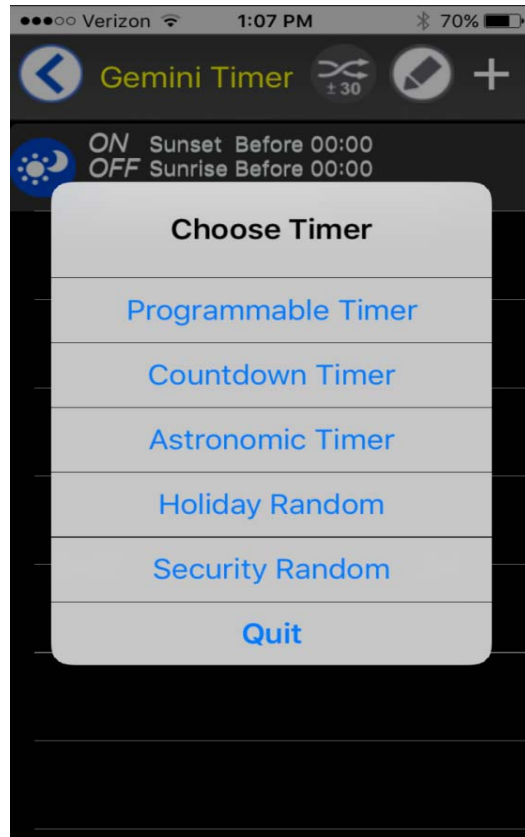 Verizon 1:07 PM 70%
Gemini Timer ± 30 +
ON Sunset Before 00:00
OFF Sunrise Before 00:00
Choose Timer
Programmable Timer
Countdown Timer
Astronomic Timer
Holiday Random
Security Random
Quit